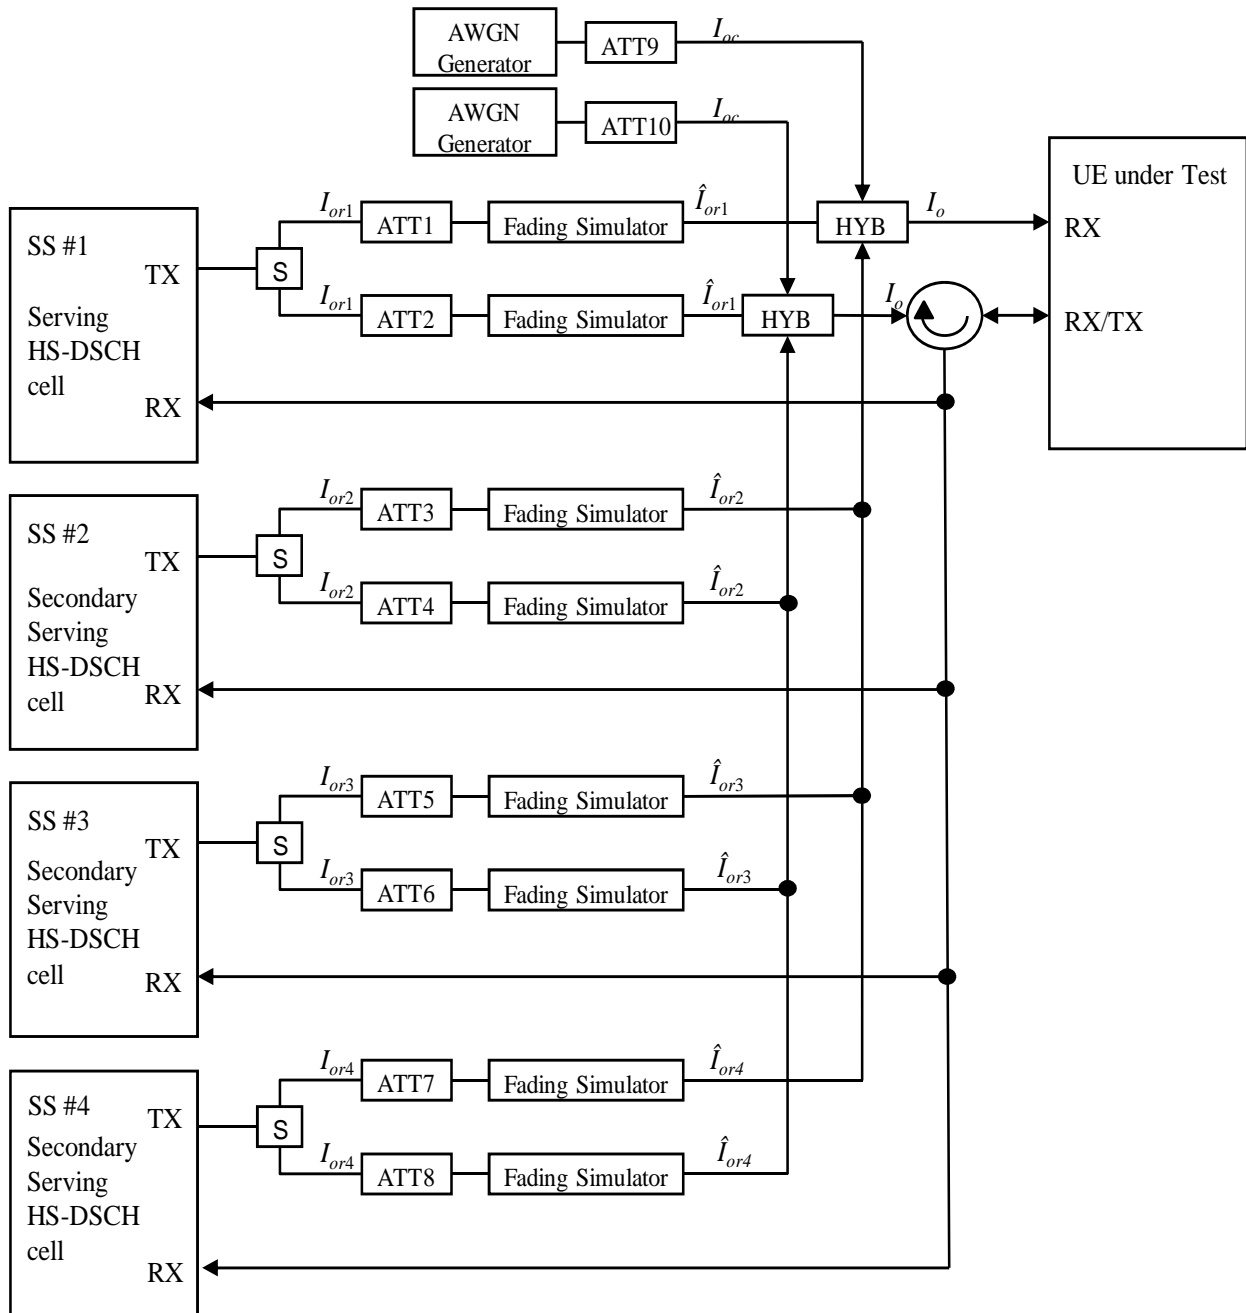 AWGN
Generator
ATT9
I_oc
AWGN
Generator
ATT10
I_oc
UE under Test
RX
RX/TX
SS #1
TX
Serving
HS-DSCH
cell
RX
S
I_or1
ATT1
Fading Simulator
Î_or1
HYB
I_o
I_or1
ATT2
Fading Simulator
Î_or1
HYB
I_o
SS #2
TX
Secondary
Serving
HS-DSCH
cell
RX
S
I_or2
ATT3
Fading Simulator
Î_or2
I_or2
ATT4
Fading Simulator
Î_or2
SS #3
TX
Secondary
Serving
HS-DSCH
cell
RX
S
I_or3
ATT5
Fading Simulator
Î_or3
I_or3
ATT6
Fading Simulator
Î_or3
SS #4
TX
Secondary
Serving
HS-DSCH
cell
RX
S
I_or4
ATT7
Fading Simulator
Î_or4
I_or4
ATT8
Fading Simulator
Î_or4